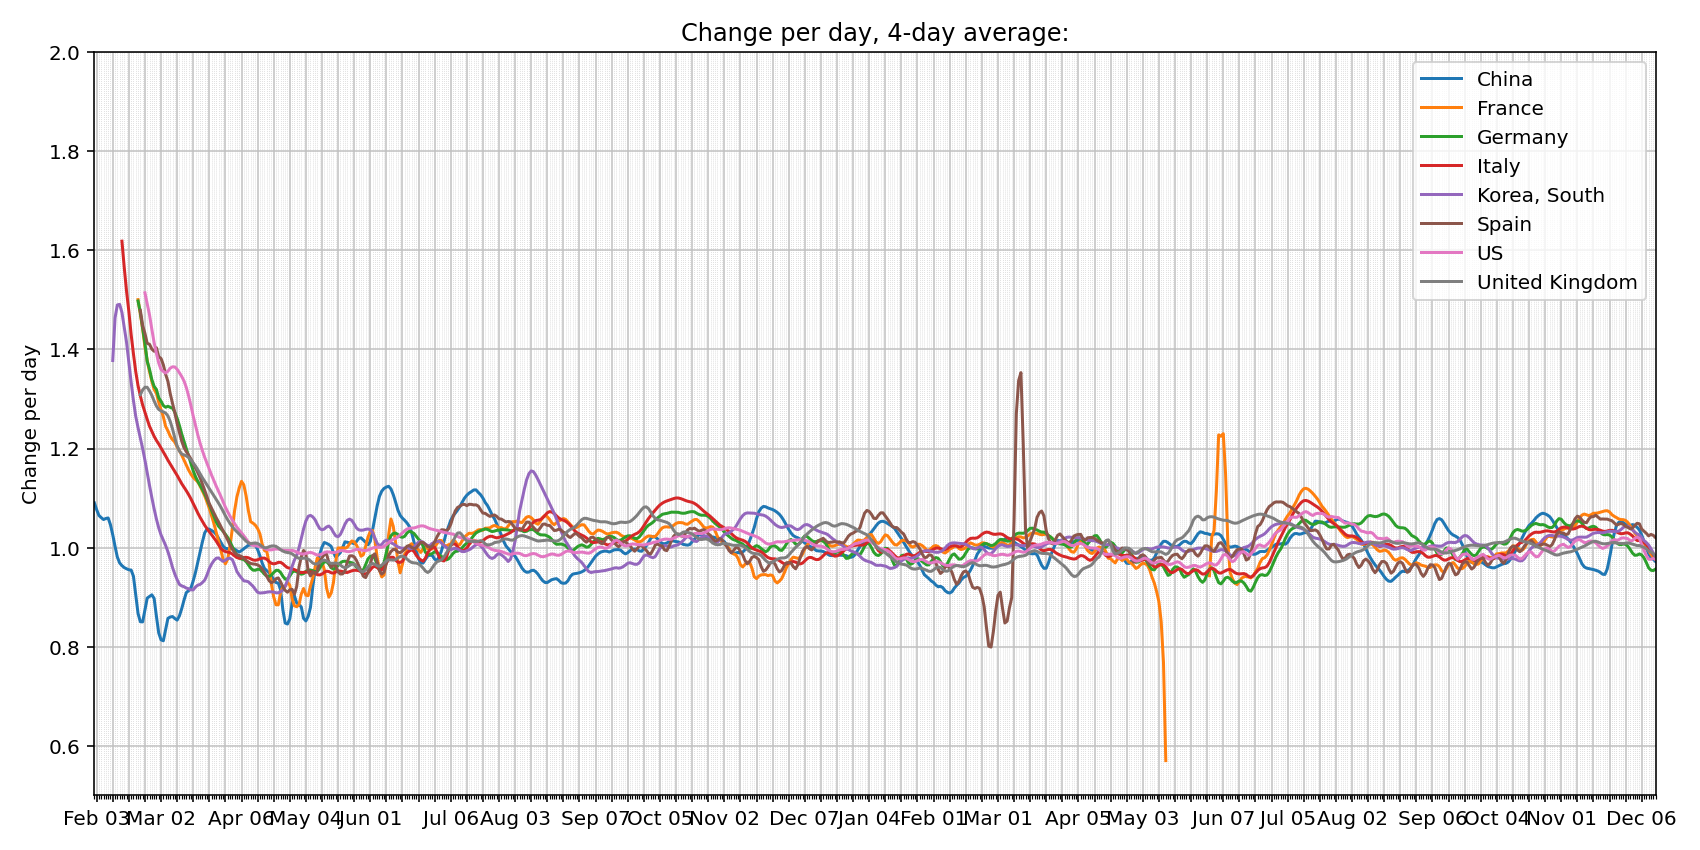 Change per day, 4-day average:
2.0
1.8
1.6
1.4
1.2
1.0
0.8
0.6
Change per day
China
France
Germany
Italy
Korea, South
Spain
US
United Kingdom
Feb 03 Mar 02 Apr 06 May 04 Jun 01 Jul 06 Aug 03 Sep 07 Oct 05 Nov 02 Dec 07 Jan 04 Feb 01 Mar 01 Apr 05 May 03 Jun 07 Jul 05 Aug 02 Sep 06 Oct 04 Nov 01 Dec 06